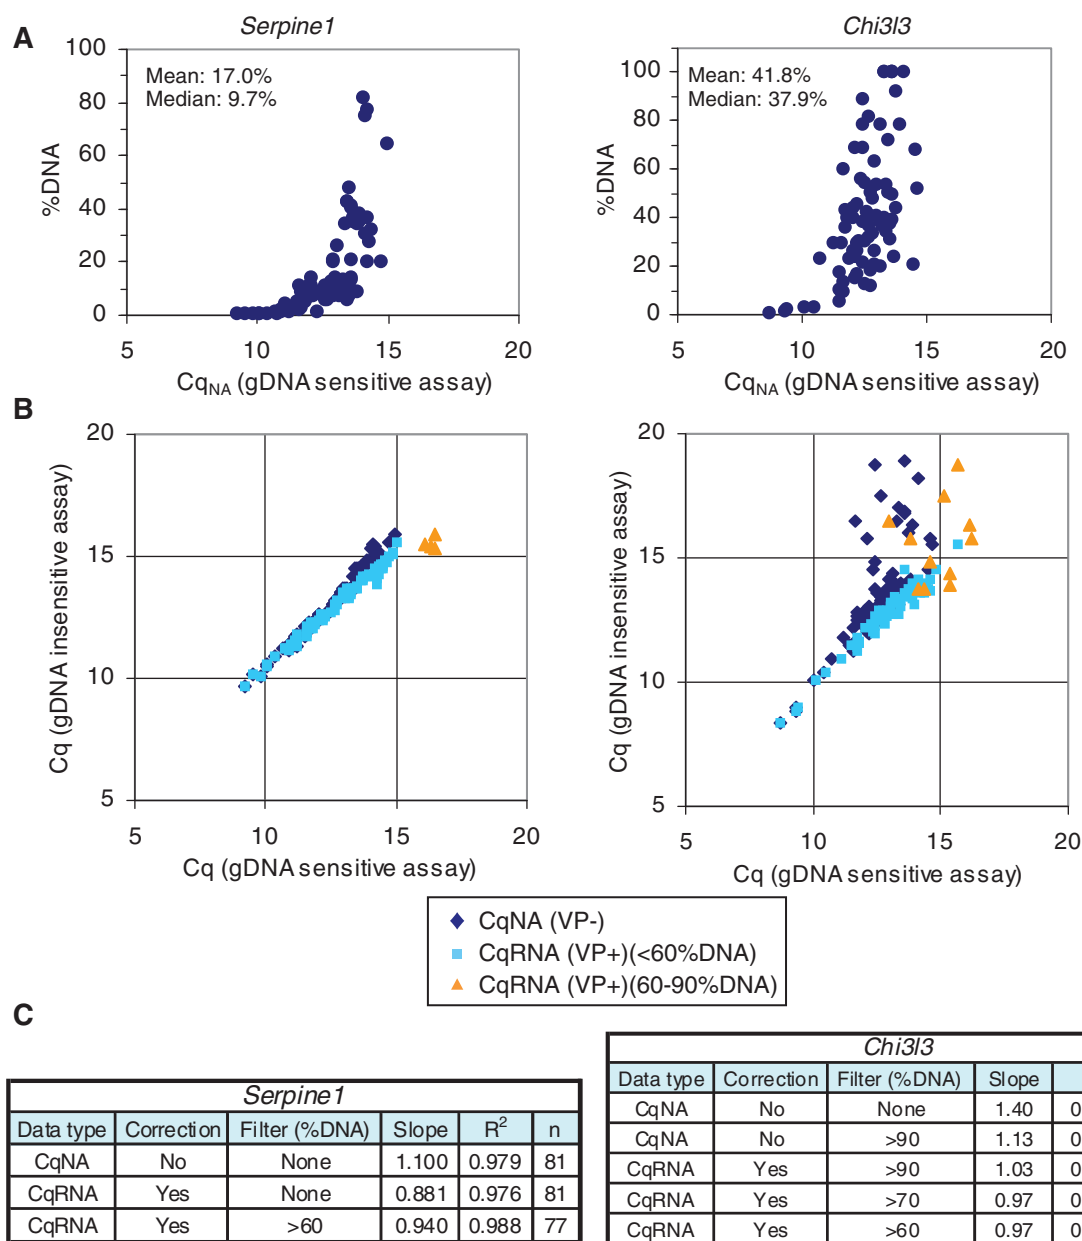 A
Serpine1
Chi3l3
Mean: 17.0%
Median: 9.7%
Mean: 41.8%
Median: 37.9%
%DNA
100
80
60
40
20
0
5 10 15 20
Cq_NA (gDNA sensitive assay)
%DNA
100
80
60
40
20
0
5 10 15 20
Cq_NA (gDNA sensitive assay)
B
Cq (gDNA insensitive assay)
20
15
10
5
5 10 15 20
Cq (gDNA sensitive assay)
Cq (gDNA insensitive assay)
20
15
10
5
5 10 15 20
Cq (gDNA sensitive assay)
CqNA (VP-)
CqRNA (VP+)(<60%DNA)
CqRNA (VP+)(60-90%DNA)
C
Serpine1
Data type Correction Filter (%DNA) Slope R² n
CqNA No None 1.100 0.979 81
CqRNA Yes None 0.881 0.976 81
CqRNA Yes >60 0.940 0.988 77
Chi3l3
Data type Correction Filter (%DNA) Slope
CqNA No None 1.40 0
CqNA No >90 1.13 0
CqRNA Yes >90 1.03 0
CqRNA Yes >70 0.97 0
CqRNA Yes >60 0.97 0